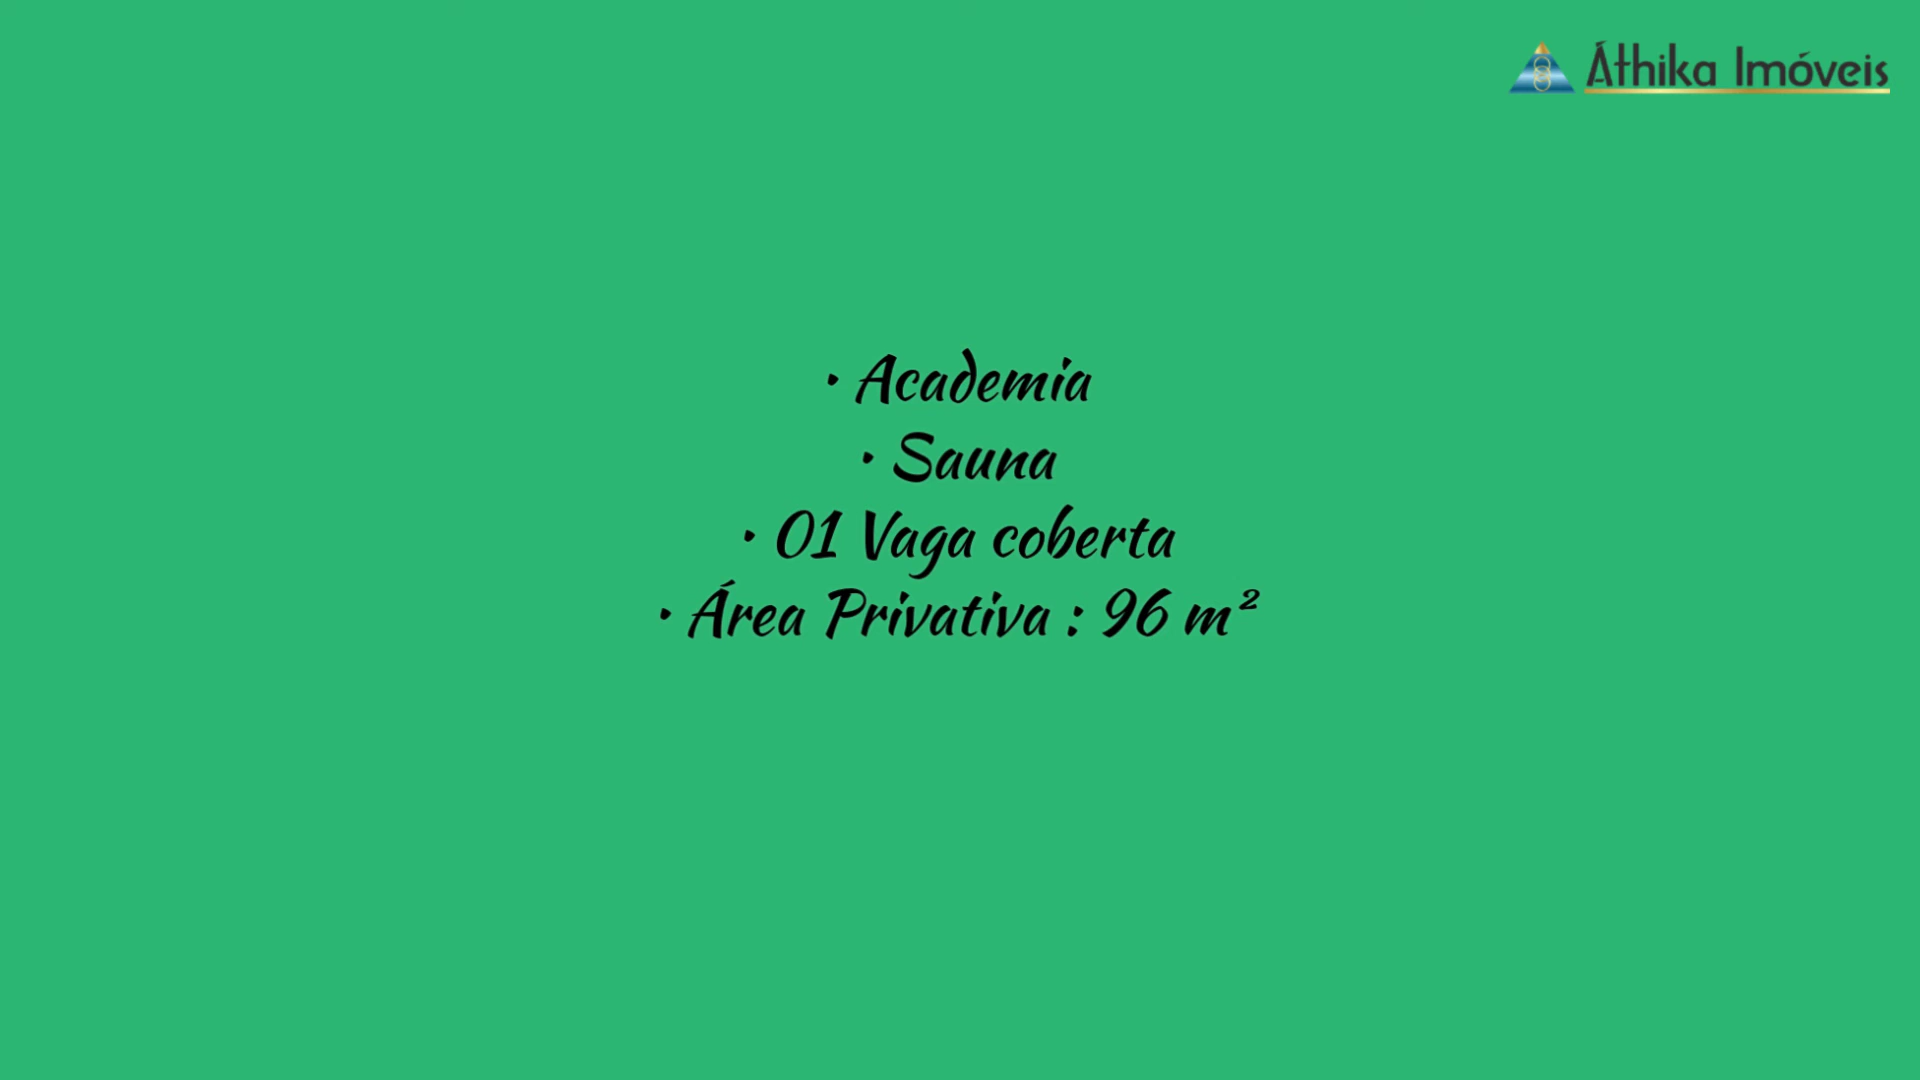 Áthika Imóveis
• Academia
• Sauna
• 01 Vaga coberta
• Área Privativa : 96 m²